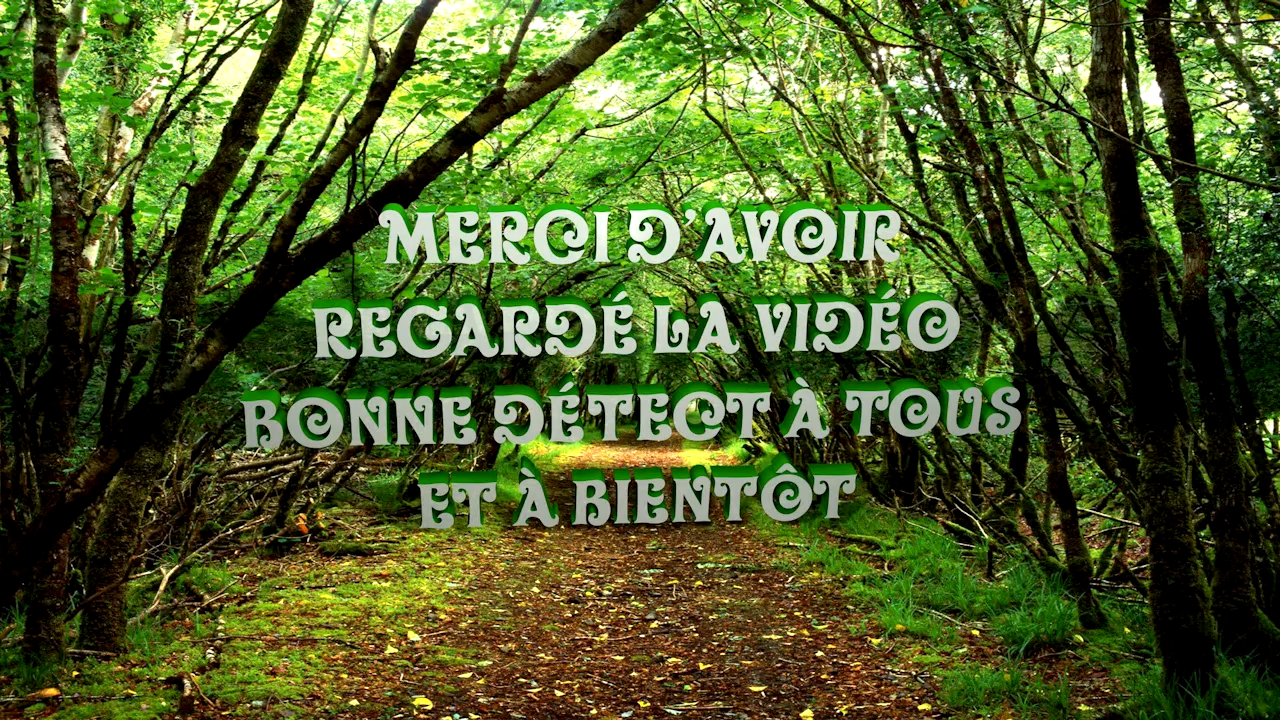 MERCI D'AVOIR
REGARDÉ LA VIDÉO
BONNE DÉTECT À TOUS
ET À BIENTÔT